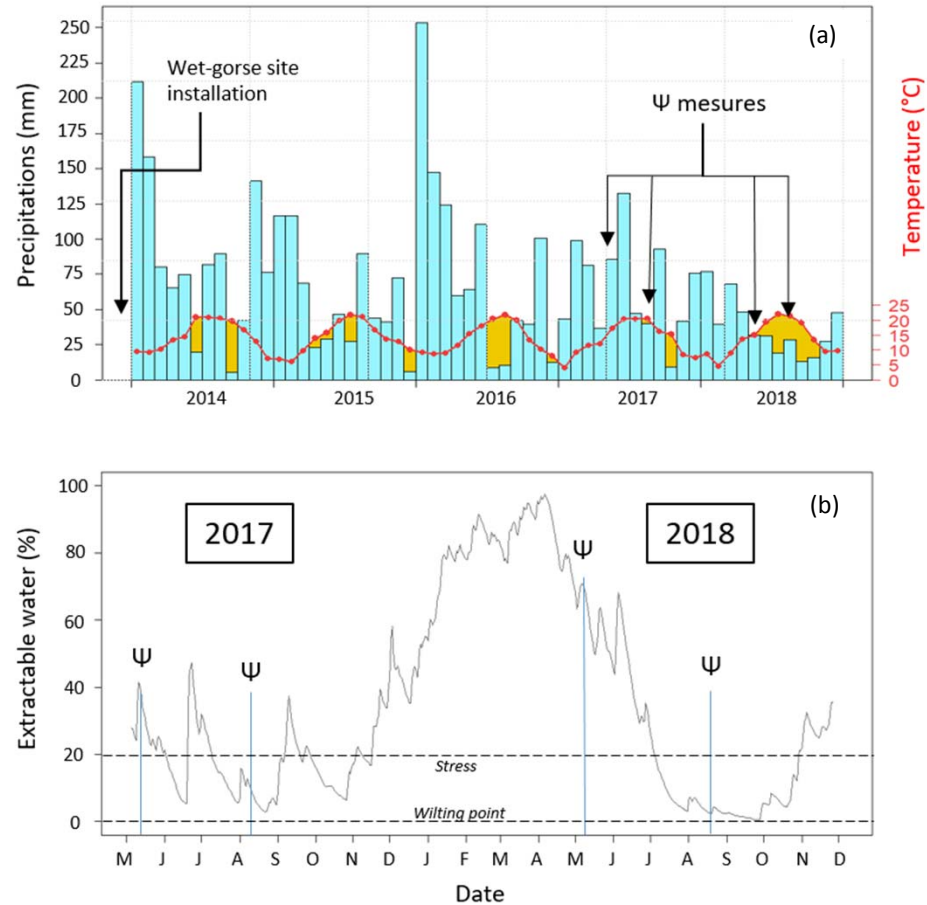 (a)
Precipitations (mm)
250
225
200
175
150
125
100
75
50
25
0
Wet-gorse site
installation
Ψ mesures
Temperature (°C)
25
20
15
10
5
0
2014
2015
2016
2017
2018
(b)
Extractable water (%)
100
80
60
40
20
0
2017
2018
Ψ
Ψ
Ψ
Ψ
Stress
Wilting point
M J J A S O N D J F M A M J J A S O N D
Date